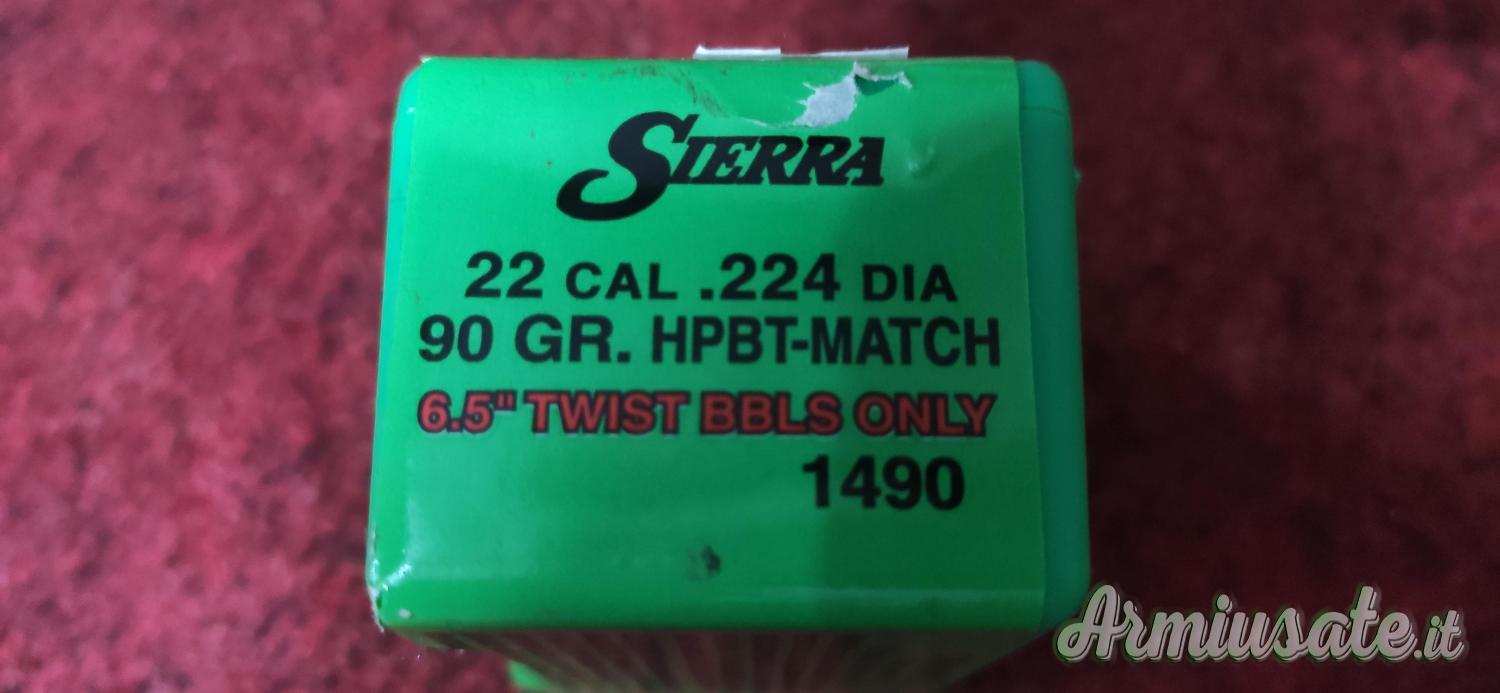 SIERRA
22 CAL .224 DIA
90 GR. HPBT-MATCH
6.5" TWIST BBLS ONLY
1490
Armiusate.it